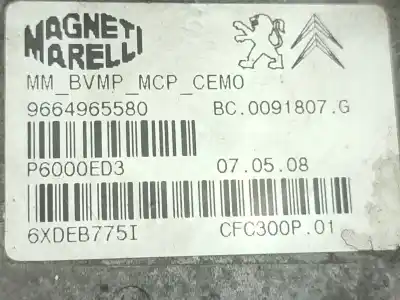 MAGNETI
MARELLI
MM_BVMP_MCP_CEMO
9664965580 BC.0091807.G
P6000ED3 07.05.08
6XDEB775I CFC300P.01